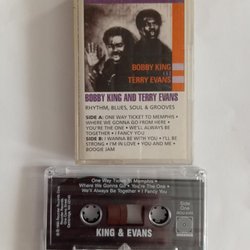 BOBBY KING
AND
TERRY EVANS
BOBBY KING AND TERRY EVANS
RHYTHM, BLUES, SOUL & GROOVES
SIDE A: ONE WAY TICKET TO MEMPHIS •
WHERE WE GONNA GO FROM HERE? •
YOU'RE THE ONE • WE'LL ALWAYS BE
TOGETHER • I FANCY YOU
SIDE B: I WANNA BE WITH YOU • I'LL BE
STRONG • I'M IN LOVE • YOU AND ME •
BOOGIE JAM
One Way Ticket To Memphis
Where We Gonna Go • You're The One •
We'll Always Be Together • I Fancy You
Side
One
KING & EVANS